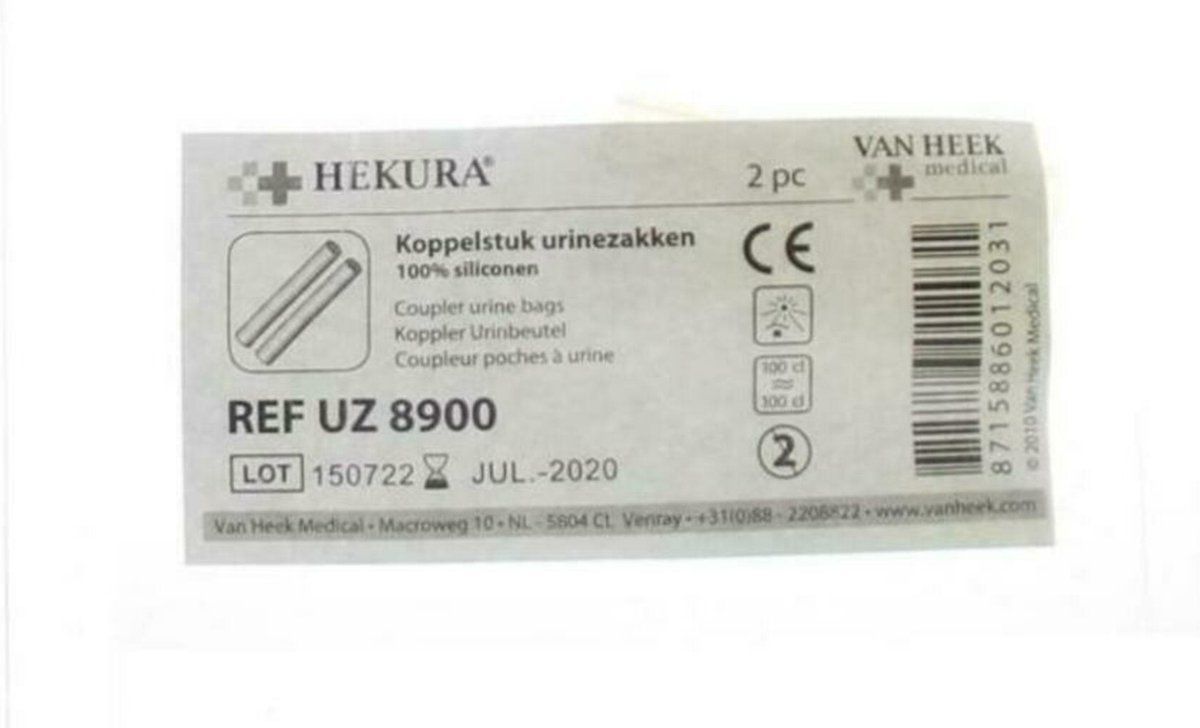 HEKURA®
2 pc
VAN HEEK
medical
Koppelstuk urinezakken
100% siliconen
Coupler urine bags
Koppler Urinbeutel
Coupleur poches à urine
CE
100 cl
≈
100 cl
2
REF UZ 8900
LOT 150722 JUL.-2020
8715886012031
© 2010 Van Heek Medical
Van Heek Medical • Macroweg 10 • NL - 5804 CL Venray • +31(0)88 - 2206822 • www.vanheek.com